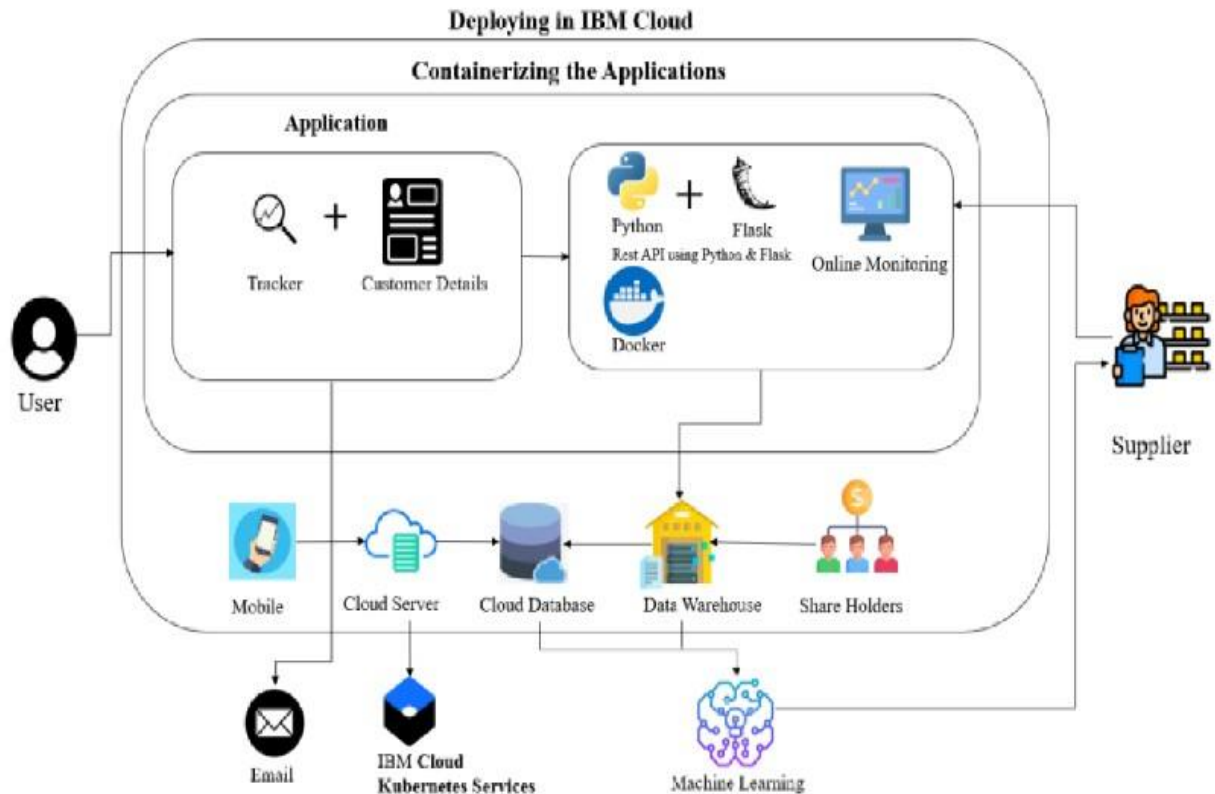 Deploying in IBM Cloud
Containerizing the Applications
Application
Tracker
+
Customer Details
Python
+
Flask
Rest API using Python & Flask
Docker
Online Monitoring
User
Supplier
Mobile
Cloud Server
Cloud Database
Data Warehouse
Share Holders
Email
IBM Cloud
Kubernetes Services
Machine Learning